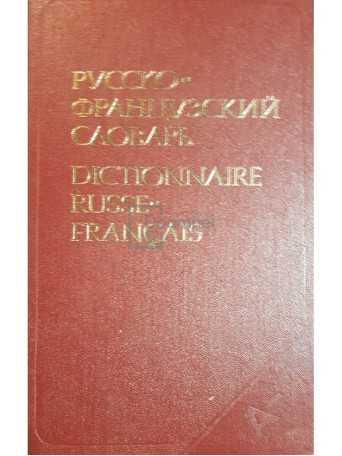 РУССКО-
ФРАНЦУЗСКИЙ
СЛОВАРЬ
DICTIONNAIRE
RUSSE-
FRANÇAIS